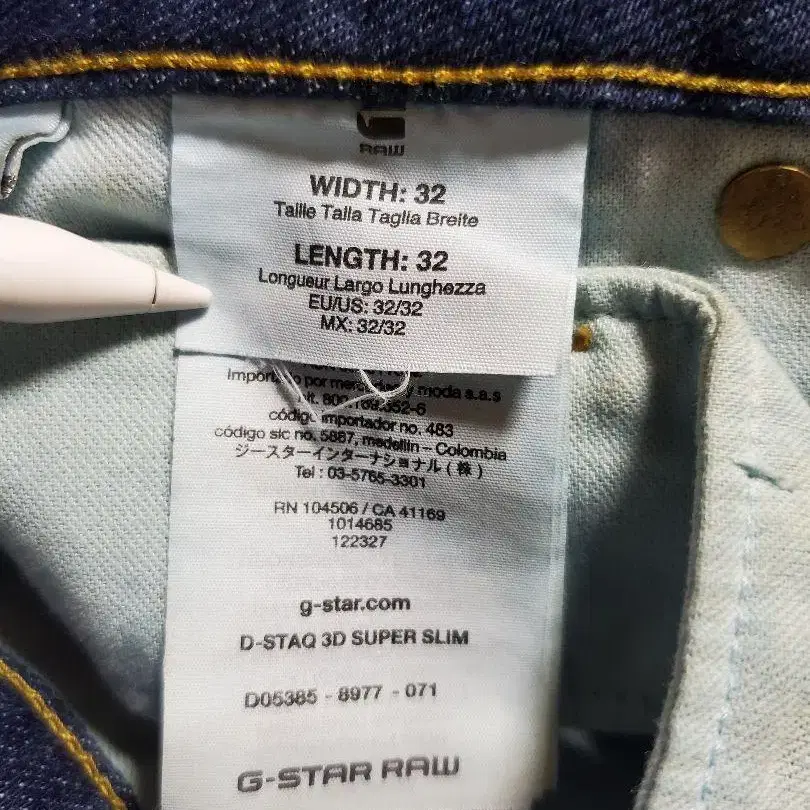 RAW
WIDTH: 32
Taille Talla Taglia Breite
LENGTH: 32
Longueur Largo Lunghezza
EU/US: 32/32
MX: 32/32
por y moda s.a.s
código importador no. 483
código sic no. 5887, medellin – Colombia
ジースターインターナショナル(株)
Tel : 03-5765-3301
RN 104506 / CA 41169
1014685
122327
g-star.com
D-STAQ 3D SUPER SLIM
D05385 - 8977 - 071
G-STAR RAW